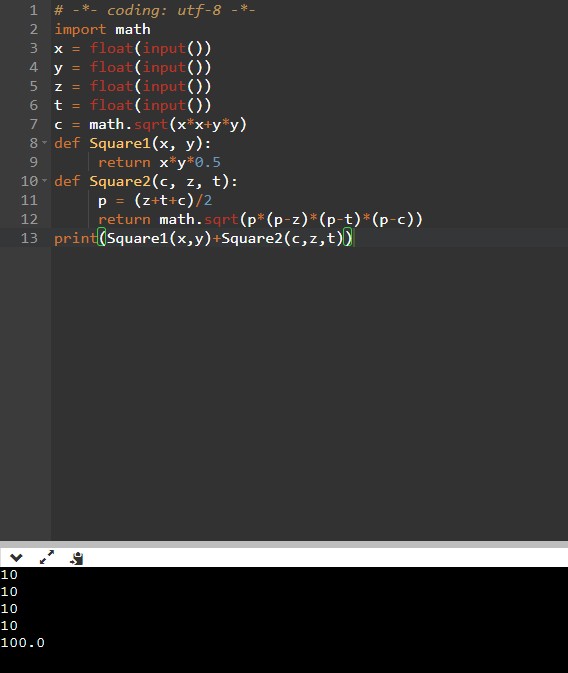 1 # -*- coding: utf-8 -*-
2 import math
3 x = float(input())
4 y = float(input())
5 z = float(input())
6 t = float(input())
7 c = math.sqrt(x*x+y*y)
8 def Square1(x, y):
9 return x*y*0.5
10 def Square2(c, z, t):
11 p = (z+t+c)/2
12 return math.sqrt(p*(p-z)*(p-t)*(p-c))
13 print(Square1(x,y)+Square2(c,z,t))
10
10
10
10
100.0